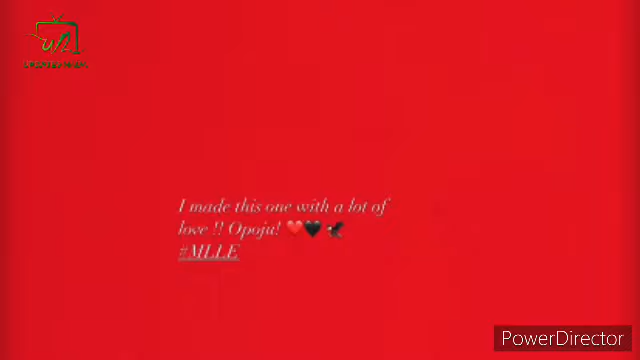 I made this one with a lot of
love !! Opoju! ❤️🖤🦅
#MLLE
PowerDirector